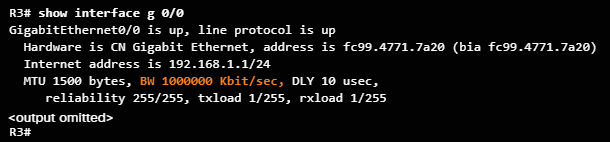 R3# show interface g 0/0
GigabitEthernet0/0 is up, line protocol is up
Hardware is CN Gigabit Ethernet, address is fc99.4771.7a20 (bia fc99.4771.7a20)
Internet address is 192.168.1.1/24
MTU 1500 bytes, BW 1000000 Kbit/sec, DLY 10 usec,
reliability 255/255, txload 1/255, rxload 1/255
<output omitted>
R3#